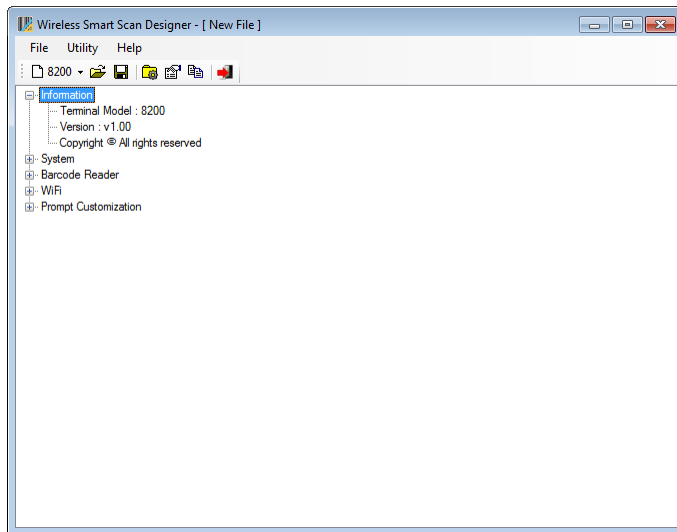 Wireless Smart Scan Designer - [ New File ]
File Utility Help
8200
Information
Terminal Model : 8200
Version : v1.00
Copyright © All rights reserved
System
Barcode Reader
WiFi
Prompt Customization